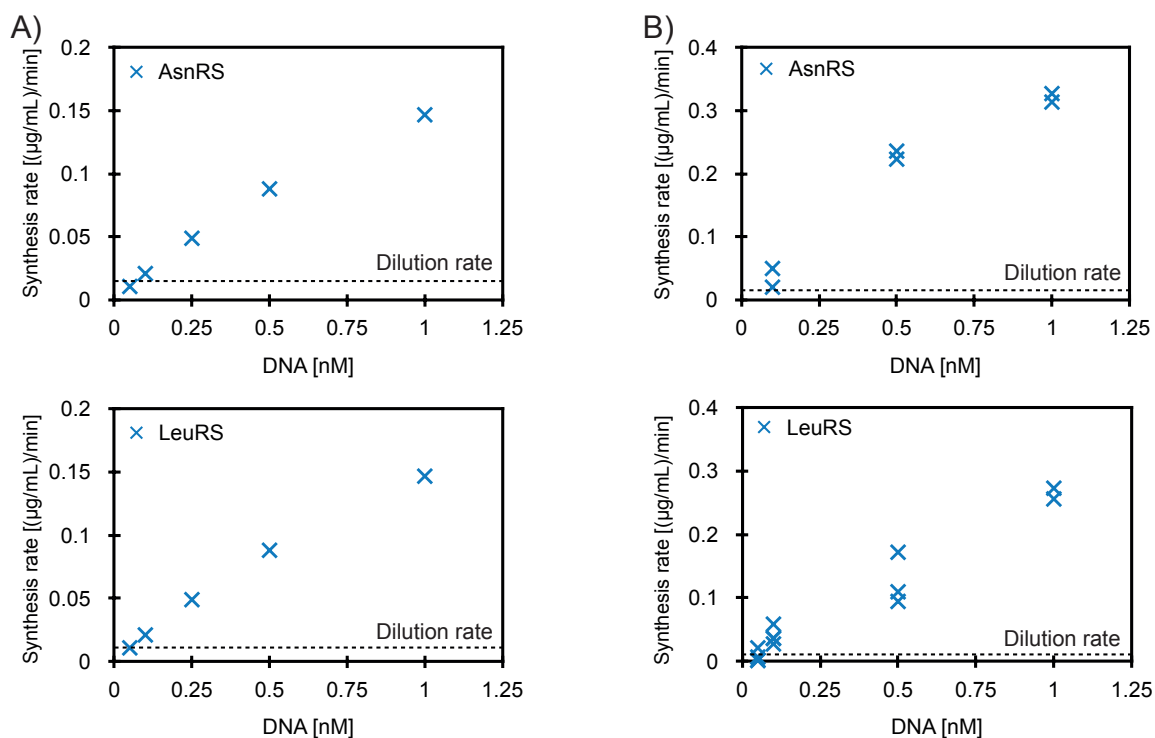 A)
Synthesis rate [(µg/mL)/min]
0.2
0.15
0.1
0.05
0
AsnRS
Dilution rate
0 0.25 0.5 0.75 1 1.25
DNA [nM]
B)
Synthesis rate [(µg/mL)/min]
0.4
0.3
0.2
0.1
0
AsnRS
Dilution rate
0 0.25 0.5 0.75 1 1.25
DNA [nM]
Synthesis rate [(µg/mL)/min]
0.2
0.15
0.1
0.05
0
LeuRS
Dilution rate
0 0.25 0.5 0.75 1 1.25
DNA [nM]
Synthesis rate [(µg/mL)/min]
0.4
0.3
0.2
0.1
0
LeuRS
Dilution rate
0 0.25 0.5 0.75 1 1.25
DNA [nM]